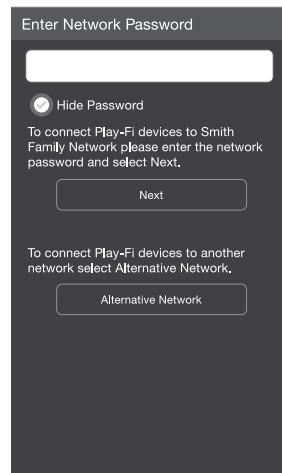 Enter Network Password
Hide Password
To connect Play-Fi devices to Smith
Family Network please enter the network
password and select Next.
Next
To connect Play-Fi devices to another
network select Alternative Network.
Alternative Network